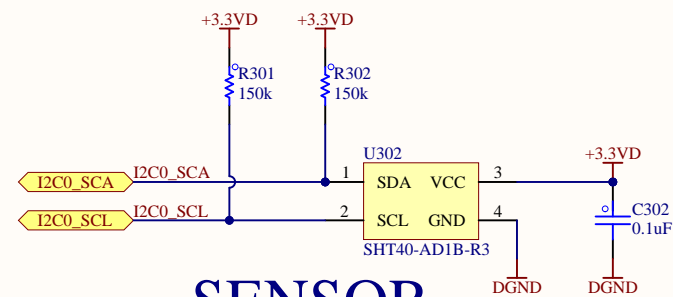 +3.3VD
+3.3VD
R301
150k
R302
150k
U302
+3.3VD
I2C0_SCA
I2C0_SCA
1
SDA
VCC
3
I2C0_SCL
I2C0_SCL
2
SCL
GND
4
C302
0.1uF
SHT40-AD1B-R3
DGND
DGND
SENSOR